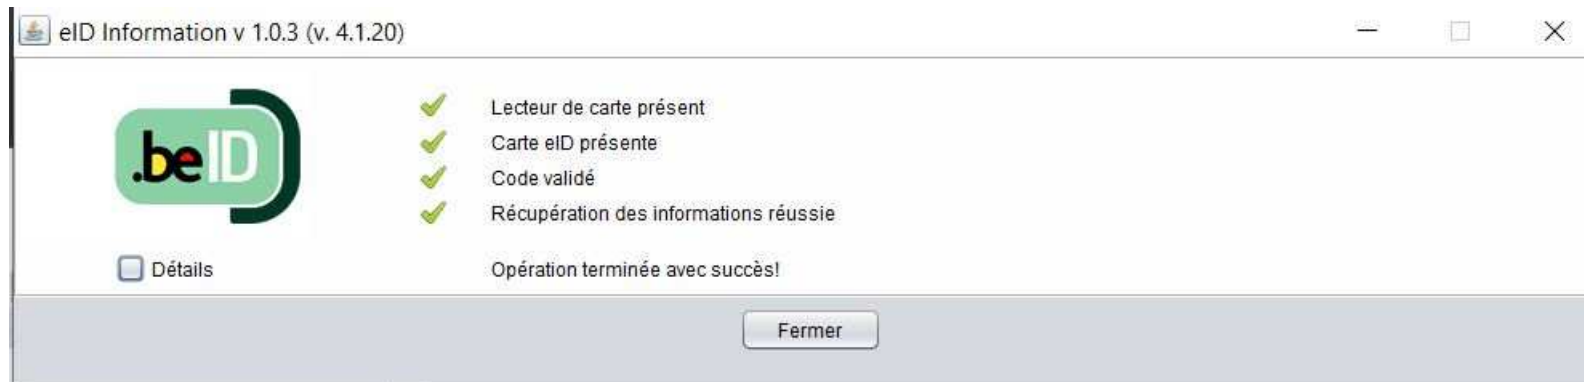 eID Information v 1.0.3 (v. 4.1.20)
.beID
Lecteur de carte présent
Carte eID présente
Code validé
Récupération des informations réussie
Détails
Opération terminée avec succès!
Fermer